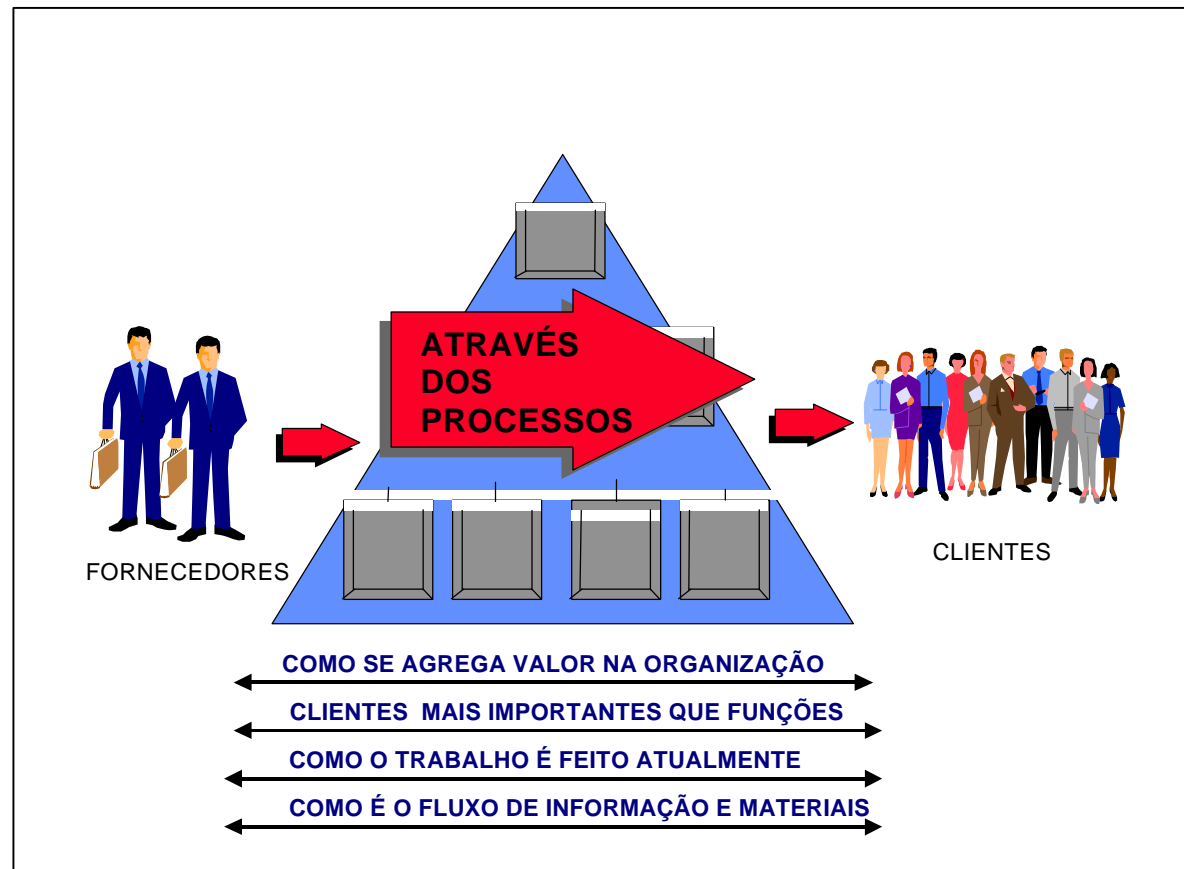 ATRAVÉS
DOS
PROCESSOS
FORNECEDORES
CLIENTES
COMO SE AGREGA VALOR NA ORGANIZAÇÃO
CLIENTES MAIS IMPORTANTES QUE FUNÇÕES
COMO O TRABALHO É FEITO ATUALMENTE
COMO É O FLUXO DE INFORMAÇÃO E MATERIAIS